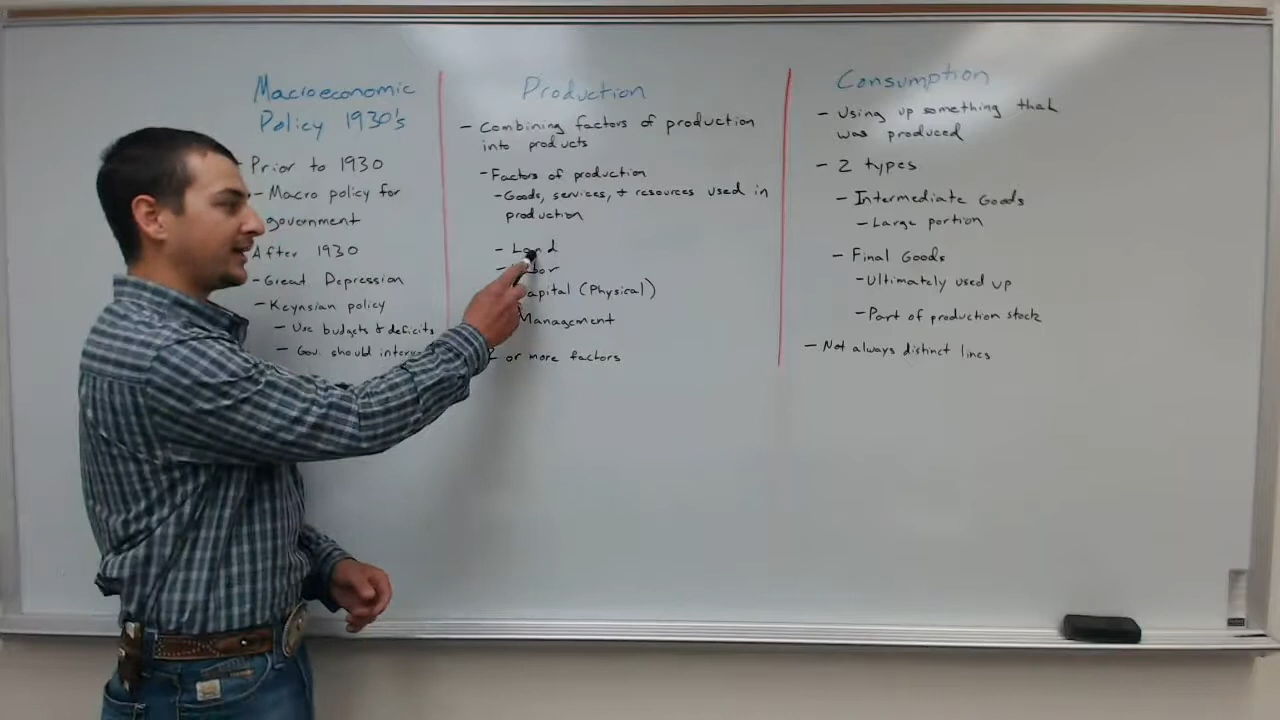 Macroeconomic
Policy 1930's
- Prior to 1930
- Macro policy for
government
After 1930
- Great Depression
- Keynsian policy
- Use budgets & deficits
- Gov. should
Production
- Combining factors of production
into products
- Factors of production
- Goods, services, + resources used in
production
- Land
- Labor
Capital (Physical)
Management
2 or more factors
Consumption
- Using up something that
was produced
- 2 types
- Intermediate Goods
- Large portion
- Final Goods
- Ultimately used up
- Part of production stock
- Not always distinct lines